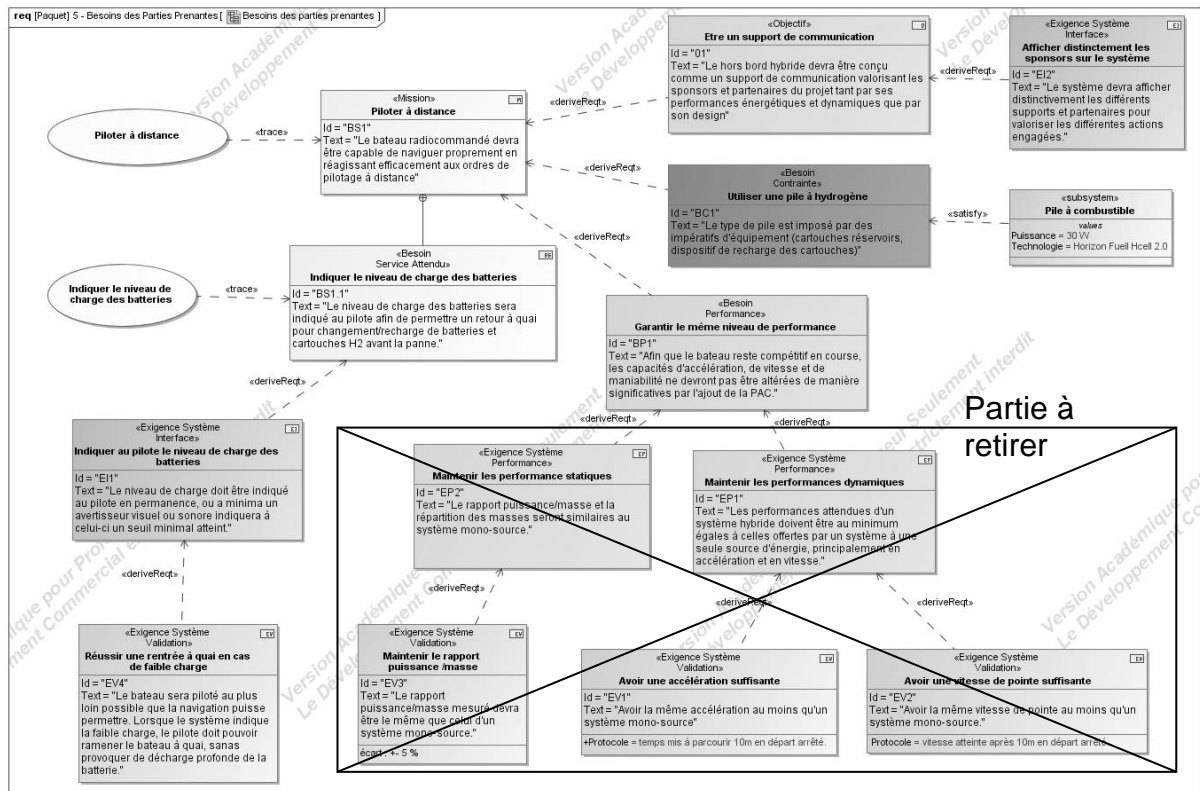 req [Paquet] 5 - Besoins des Parties Prenantes [ Besoins des parties prenantes ]
«Objectif»
Etre un support de communication
Id = "01"
Text = "Le hors bord hybride devra être conçu
comme un support de communication valorisant les
sponsors et partenaires du projet tant par ses
performances énergétiques et dynamiques que par
son design"
«Exigence Système
Interface»
Afficher distinctement les
sponsors sur le système
Id = "EI2"
Text = "Le système devra afficher
distinctivement les différents
supports et partenaires pour
valoriser les différentes actions
engagées."
«deriveReqt»
«deriveReqt»
«Mission»
Piloter à distance
Id = "BS1"
Text = "Le bateau radiocommandé devra
être capable de naviguer proprement en
réagissant efficacement aux ordres de
pilotage à distance"
Piloter à distance
«trace»
«deriveReqt»
«Besoin
Contrainte»
Utiliser une pile à hydrogène
Id = "BC1"
Text = "Le type de pile est imposé par des
impératifs d'équipement (cartouches réservoirs,
dispositif de recharge des cartouches)"
«satisfy»
«subsystem»
Pile à combustible
values
Puissance = 30 W
Technologie = Horizon Fuell Hcell 2.0
«deriveReqt»
«Besoin
Service Attendu»
Indiquer le niveau de charge des batteries
Id = "BS1.1"
Text = "Le niveau de charge des batteries sera
indiqué au pilote afin de permettre un retour à quai
pour changement/recharge de batteries et
cartouches H2 avant la panne."
Indiquer le niveau de
charge des batteries
«trace»
«Besoin
Performance»
Garantir le même niveau de performance
Id = "BP1"
Text = "Afin que le bateau reste compétitif en course,
les capacités d'accélération, de vitesse et de
maniabilité ne devront pas être altérées de manière
significatives par l'ajout de la PAC."
«deriveReqt»
«deriveReqt»
«deriveReqt»
Partie à
retirer
«Exigence Système
Interface»
Indiquer au pilote le niveau de charge des
batteries
Id = "EI1"
Text = "Le niveau de charge doit être indiqué
au pilote en permanence, ou a minima un
avertisseur visuel ou sonore indiquera à
celui-ci un seuil minimal atteint."
«Exigence Système
Performance»
Maintenir les performance statiques
Id = "EP2"
Text = "Le rapport puissance/masse et la
répartition des masses seront similaires au
système mono-source."
«Exigence Système
Performance»
Maintenir les performances dynamiques
Id = "EP1"
Text = "Les performances attendues d'un
système hybride doivent être au minimum
égales à celles offertes par un système à une
seule source d'énergie, principalement en
accélération et en vitesse."
«deriveReqt»
«deriveReqt»
«deriveReqt»
«deriveReqt»
«Exigence Système
Validation»
Réussir une rentrée à quai en cas
de faible charge
Id = "EV4"
Text = "Le bateau sera piloté au plus
loin possible que la navigation puisse
permettre. Lorsque le système indique
la faible charge, le pilote doit pouvoir
ramener le bateau à quai, sanas
provoquer de décharge profonde de la
batterie."
«Exigence Système
Validation»
Maintenir le rapport
puissance /masse
Id = "EV3"
Text = "Le rapport
puissance/masse mesuré devra
être le même que celui d'un
système mono-source."
écart : +- 5 %
«Exigence Système
Validation»
Avoir une accélération suffisante
Id = "EV1"
Text = "Avoir la même accélération au moins qu'un
système mono-source"
+Protocole = temps mis à parcourir 10m en départ arrêté.
«Exigence Système
Validation»
Avoir une vitesse de pointe suffisante
Id = "EV2"
Text = "Avoir la même vitesse de pointe au moins qu'un
système mono-source."
Protocole = vitesse atteinte après 10m en départ arrêté.